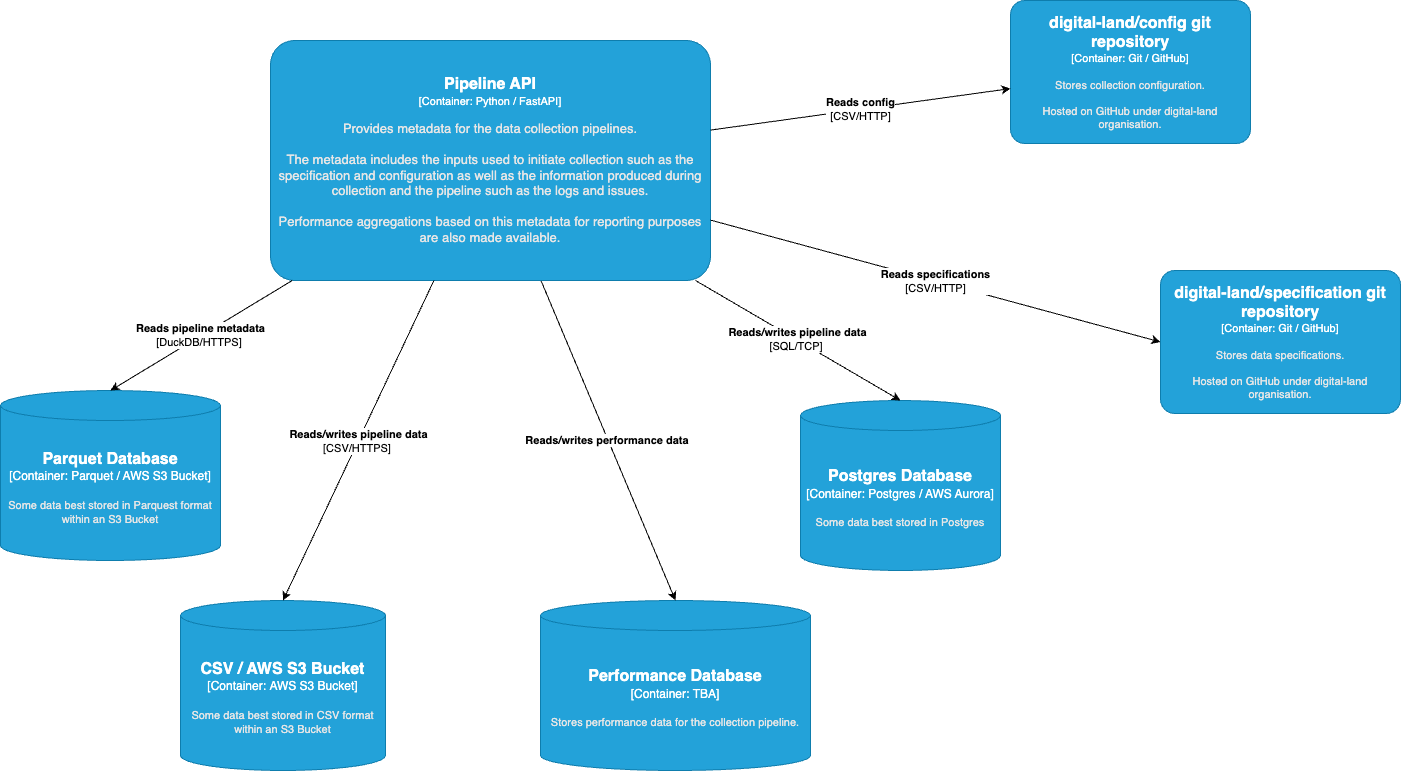 Pipeline API
[Container: Python / FastAPI]
Provides metadata for the data collection pipelines.
The metadata includes the inputs used to initiate collection such as the
specification and configuration as well as the information produced during
collection and the pipeline such as the logs and issues.
Performance aggregations based on this metadata for reporting purposes
are also made available.
digital-land/config git
repository
[Container: Git / GitHub]
Stores collection configuration.
Hosted on GitHub under digital-land
organisation.
Reads config
[CSV/HTTP]
Reads specifications
[CSV/HTTP]
digital-land/specification git
repository
[Container: Git / GitHub]
Stores data specifications.
Hosted on GitHub under digital-land
organisation.
Reads pipeline metadata
[DuckDB/HTTPS]
Reads/writes pipeline data
[SQL/TCP]
Reads/writes pipeline data
[CSV/HTTPS]
Reads/writes performance data
Parquet Database
[Container: Parquet / AWS S3 Bucket]
Some data best stored in Parquest format
within an S3 Bucket
Postgres Database
[Container: Postgres / AWS Aurora]
Some data best stored in Postgres
CSV / AWS S3 Bucket
[Container: AWS S3 Bucket]
Some data best stored in CSV format
within an S3 Bucket
Performance Database
[Container: TBA]
Stores performance data for the collection pipeline.